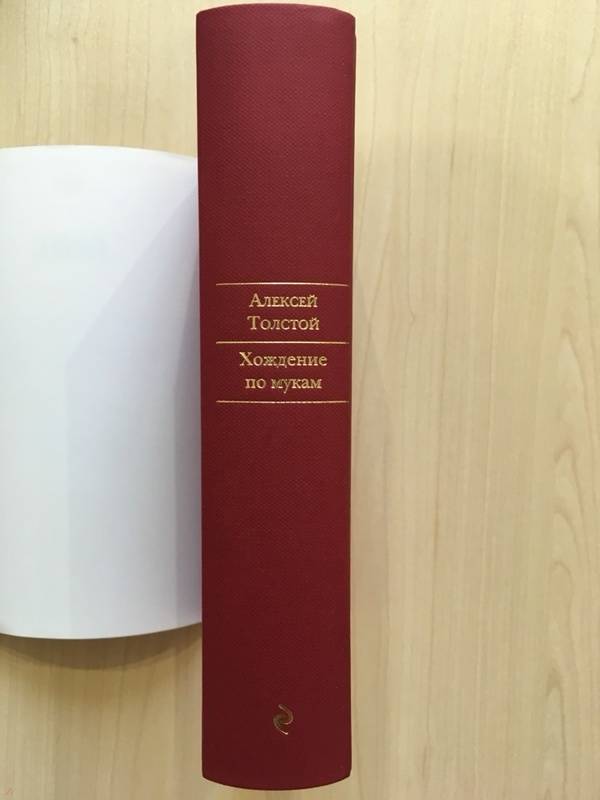 Алексей
Толстой
Хождение
по мукам